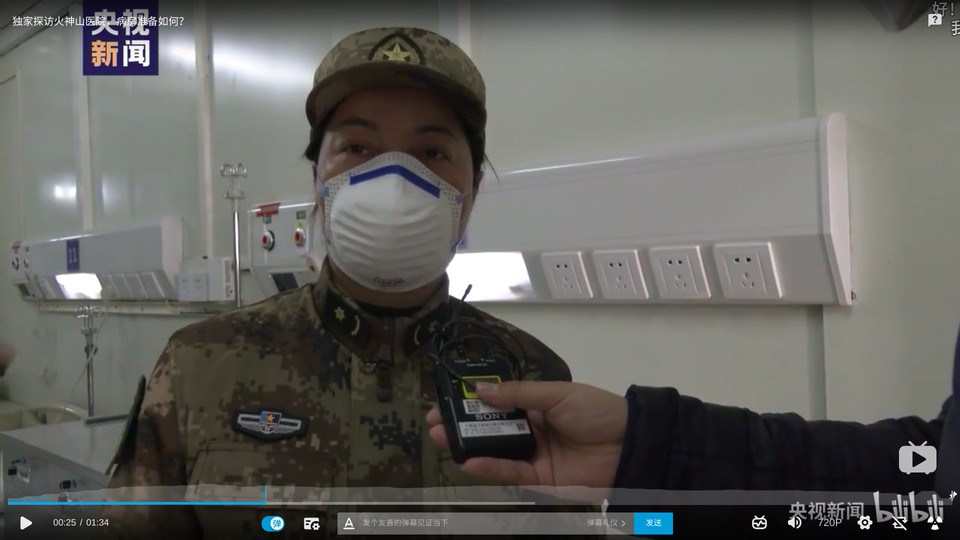 独家探访火神山医院，病房准备如何？
好！
央视
新闻
SONY
00:25 / 01:34
弹
A
发个友善的弹幕见证当下
弹幕礼仪 >
发送
720P
央视新闻
bilibili